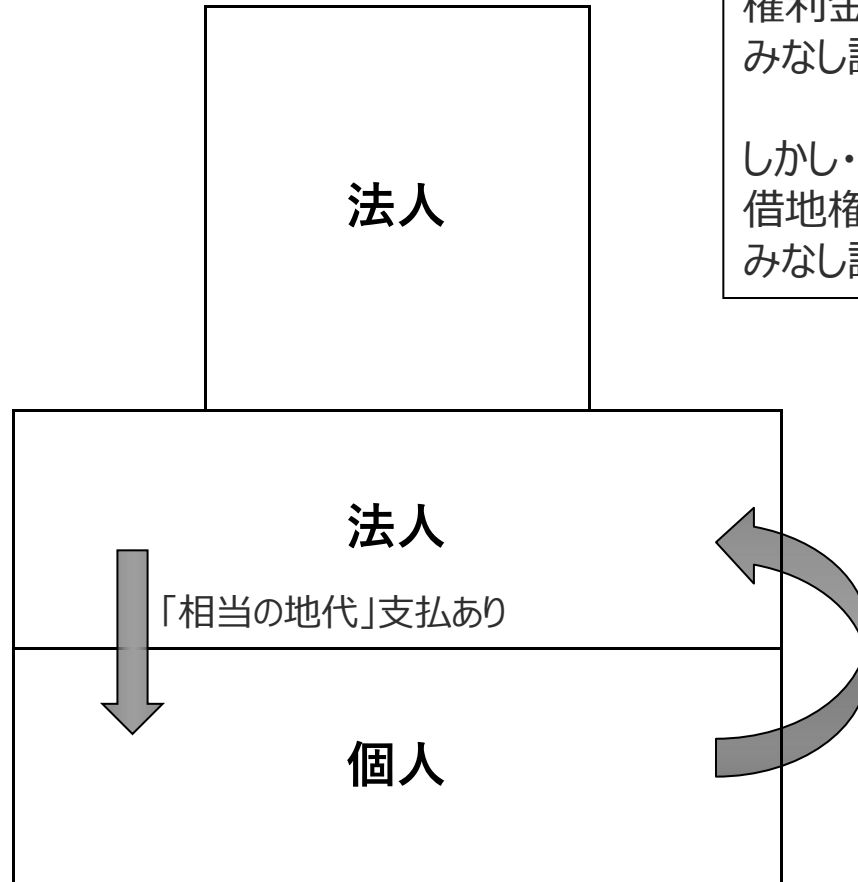 権利金
みなし
しかし・
借地権
みなし
法人
法人
「相当の地代」支払あり
個人